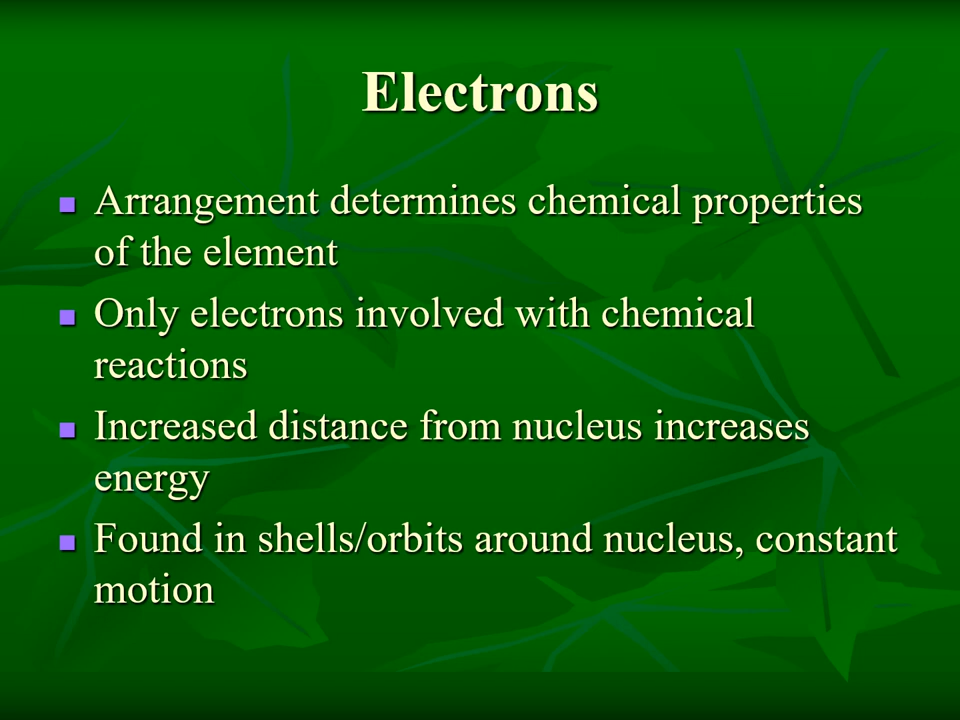 Electrons
Arrangement determines chemical properties
of the element
Only electrons involved with chemical
reactions
Increased distance from nucleus increases
energy
Found in shells/orbits around nucleus, constant
motion